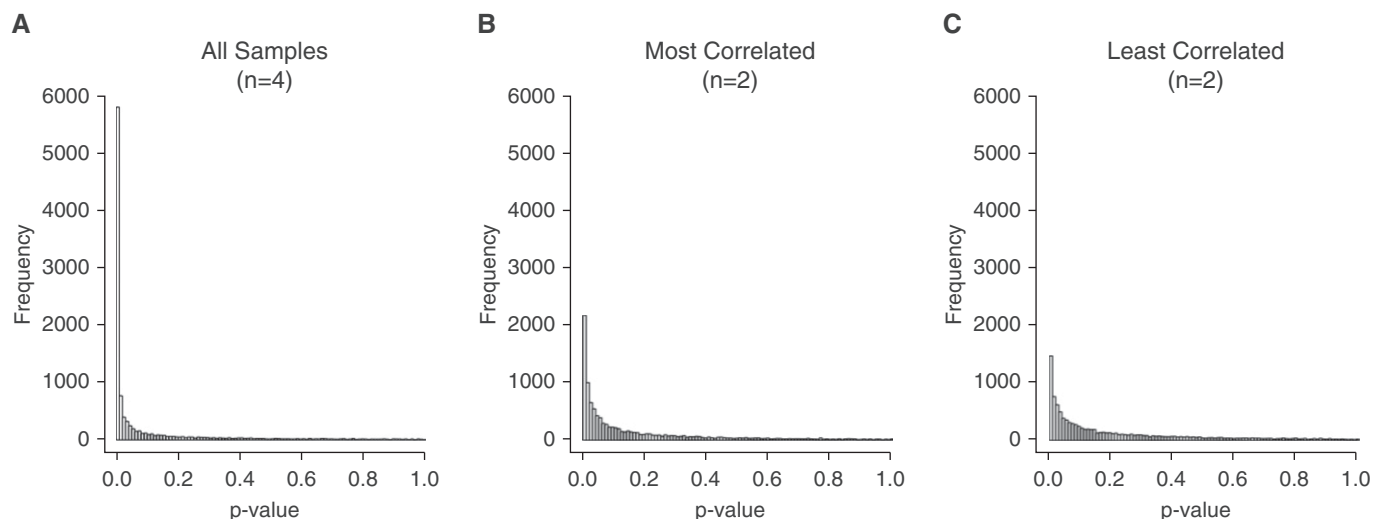 A
All Samples
(n=4)
6000
5000
4000
3000
2000
1000
0
Frequency
0.0 0.2 0.4 0.6 0.8 1.0
p-value
B
Most Correlated
(n=2)
6000
5000
4000
3000
2000
1000
0
Frequency
0.0 0.2 0.4 0.6 0.8 1.0
p-value
C
Least Correlated
(n=2)
6000
5000
4000
3000
2000
1000
0
Frequency
0.0 0.2 0.4 0.6 0.8 1.0
p-value